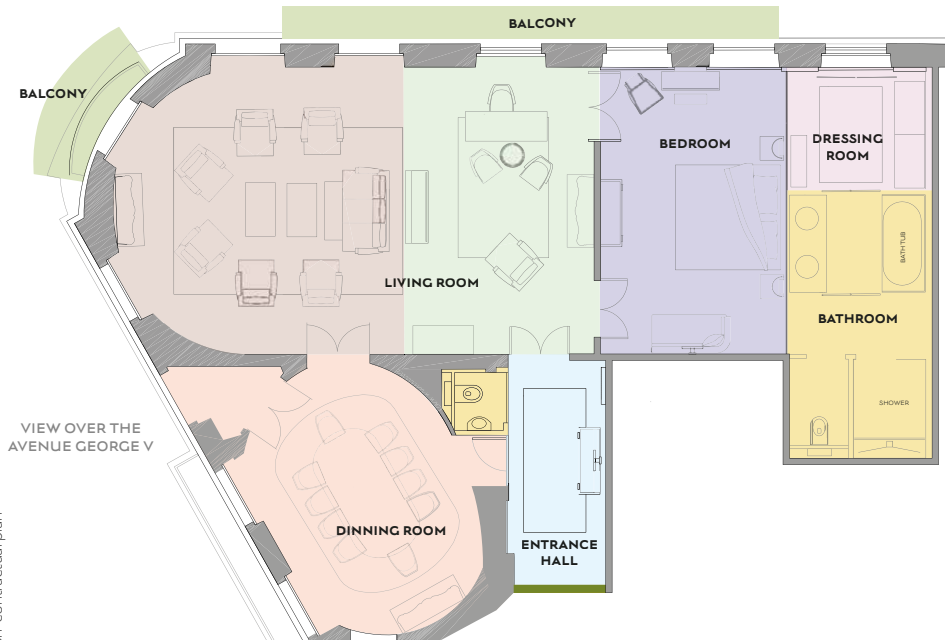 BALCONY
BALCONY
BEDROOM
DRESSING
ROOM
BATH TUB
LIVING ROOM
BATHROOM
SHOWER
VIEW OVER THE
AVENUE GEORGE V
DINNING ROOM
ENTRANCE
HALL
plan